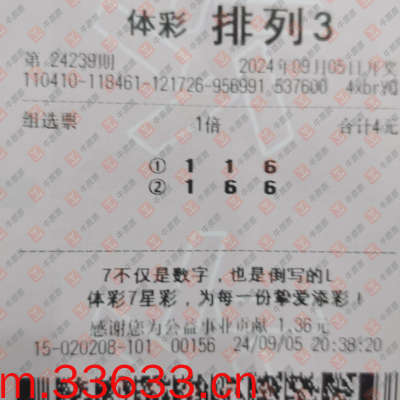 体彩 排列3
第 24239期 2024年09月05日开奖
110410-118461-121726-956991 537600 4xbryQ
组选票 1倍 合计4元
① 1 1 6
② 1 6 6
7不仅是数字,也是倒写的L
体彩7星彩,为每一份挚爱添彩!
感谢您为公益事业贡献 1.36元
15-020208-101 00156 24/09/05 20:38:20
m.33633.cn